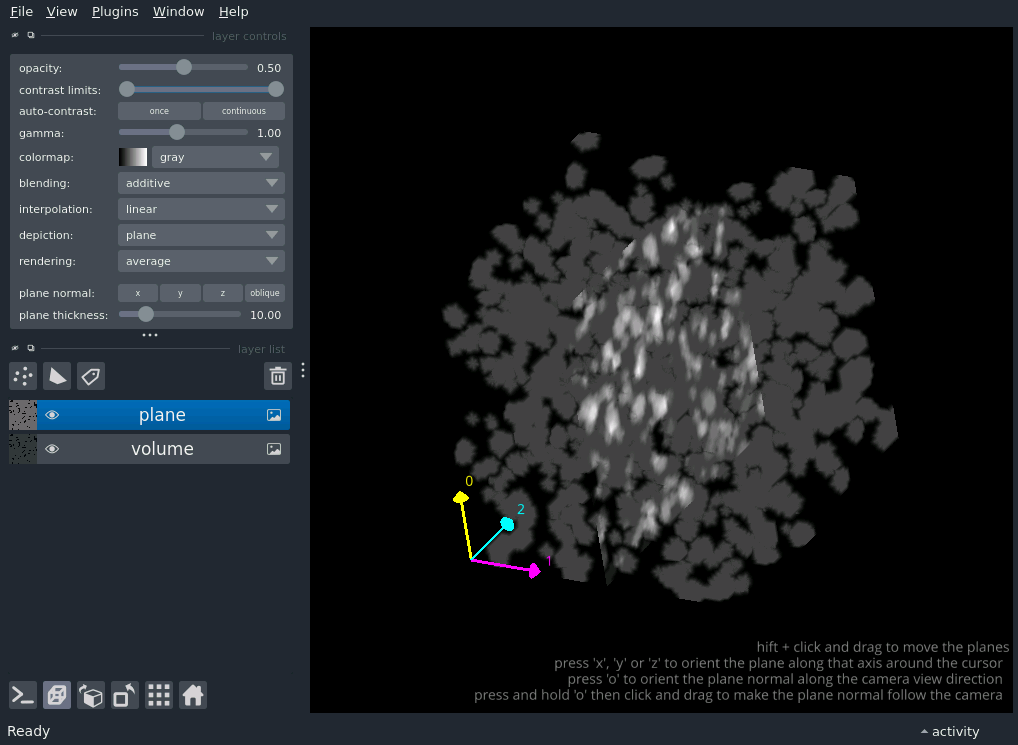 File View Plugins Window Help
layer controls
opacity: 0.50
contrast limits:
auto-contrast: once continuous
gamma: 1.00
colormap: gray
blending: additive
interpolation: linear
depiction: plane
rendering: average
plane normal: x y z oblique
plane thickness: 10.00
layer list
plane
volume
0
2
1
hift + click and drag to move the planes
press 'x', 'y' or 'z' to orient the plane along that axis around the cursor
press 'o' to orient the plane normal along the camera view direction
press and hold 'o' then click and drag to make the plane normal follow the camera
Ready activity